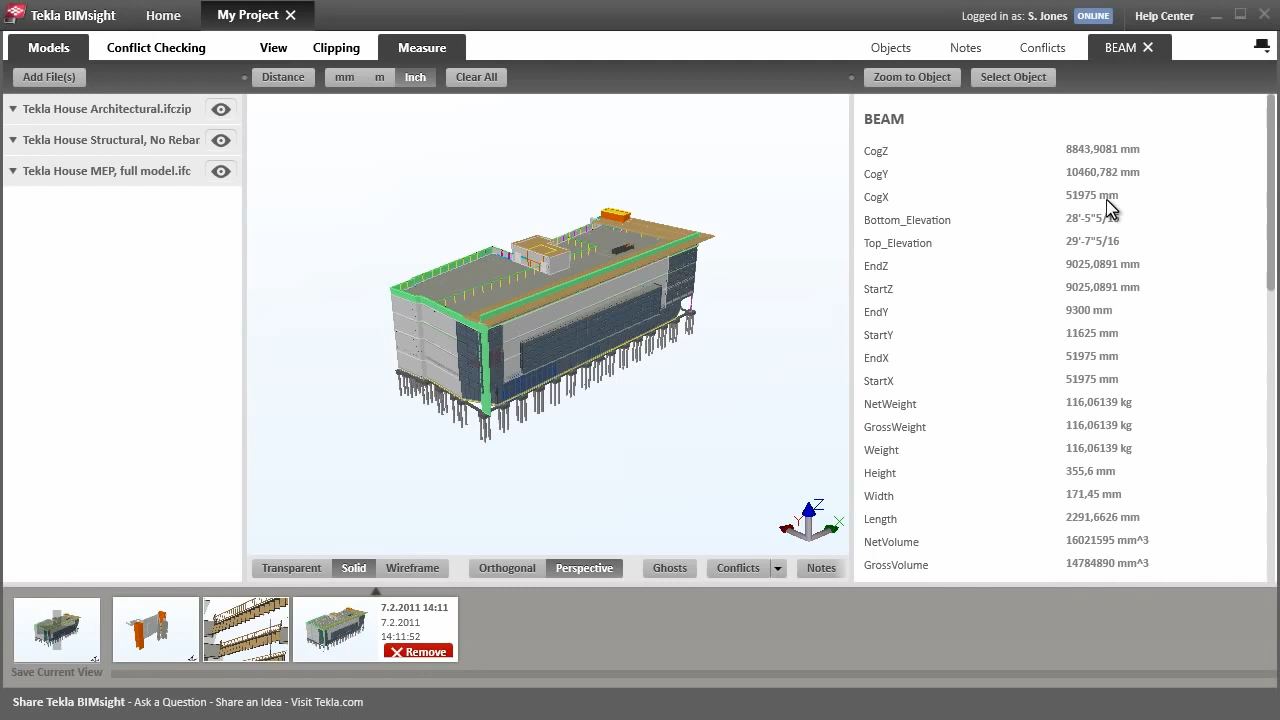 Tekla BIMsight Home My Project Logged in as: S. Jones ONLINE Help Center
Models Conflict Checking View Clipping Measure Objects Notes Conflicts BEAM
Add File(s) Distance mm m Inch Clear All Zoom to Object Select Object
Tekla House Architectural.ifczip
Tekla House Structural, No Rebar
Tekla House MEP, full model.ifc
BEAM
CogZ 8843,9081 mm
CogY 10460,782 mm
CogX 51975 mm
Bottom_Elevation 28'-5"5/
Top_Elevation 29'-7"5/16
EndZ 9025,0891 mm
StartZ 9025,0891 mm
EndY 9300 mm
StartY 11625 mm
EndX 51975 mm
StartX 51975 mm
NetWeight 116,06139 kg
GrossWeight 116,06139 kg
Weight 116,06139 kg
Height 355,6 mm
Width 171,45 mm
Length 2291,6626 mm
NetVolume 16021595 mm^3
GrossVolume 14784890 mm^3
Z
Y X
Transparent Solid Wireframe Orthogonal Perspective Ghosts Conflicts Notes
7.2.2011 14:11
7.2.2011
14:11:52
Remove
Save Current View
Share Tekla BIMsight - Ask a Question - Share an Idea - Visit Tekla.com